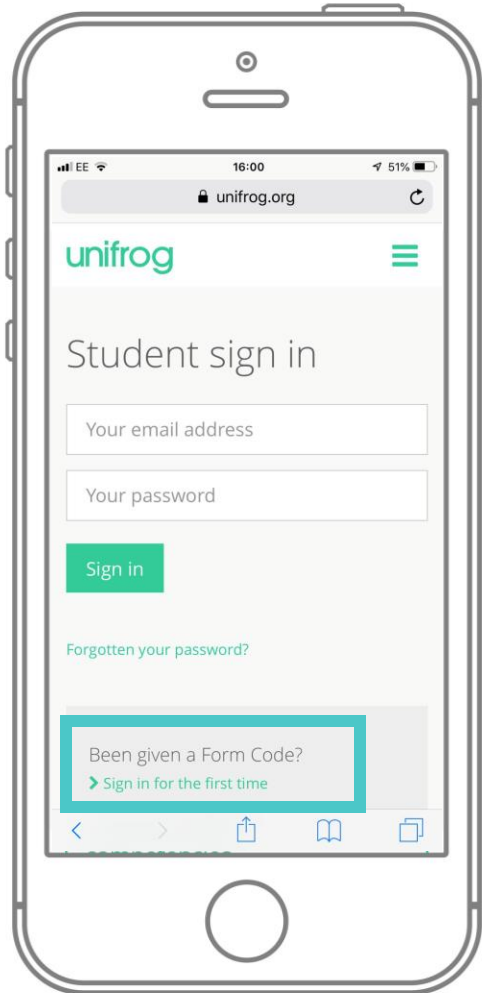 EE 16:00 51%
unifrog.org
unifrog
Student sign in
Your email address
Your password
Sign in
Forgotten your password?
Been given a Form Code?
Sign in for the first time